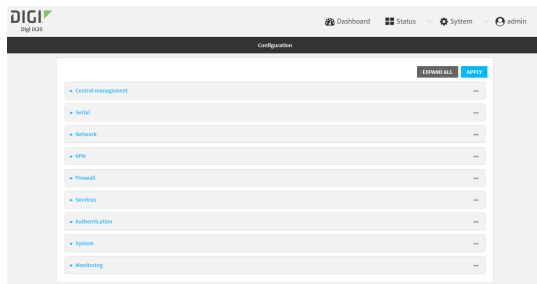 DIGI
Digi IX20
Dashboard
Status
System
admin
Configuration
EXPAND ALL
APPLY
Central management
Serial
Network
VPN
Firewall
Services
Authentication
System
Monitoring